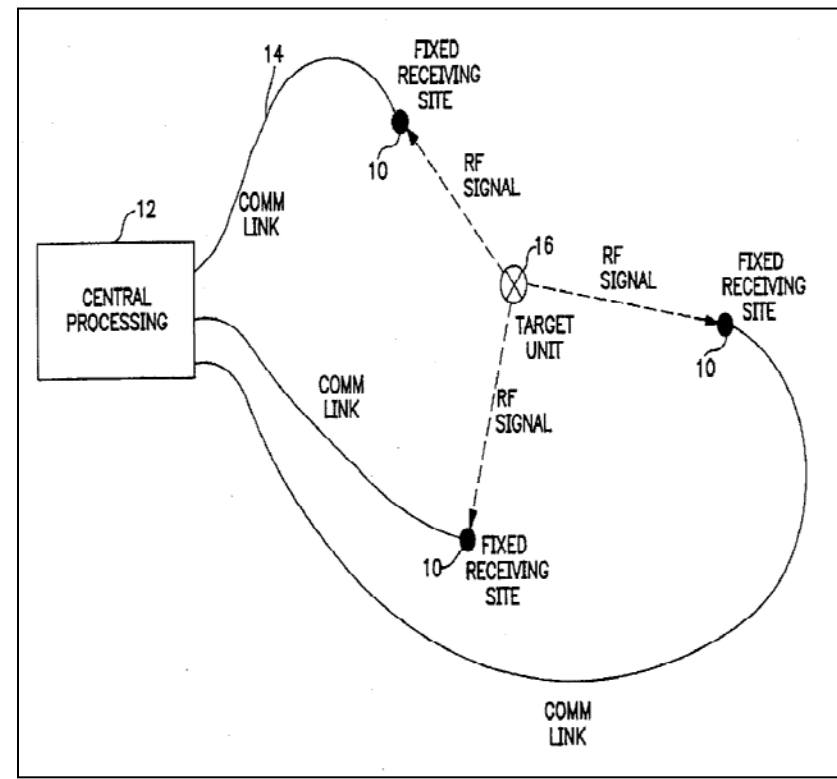 14
FIXED
RECEIVING
SITE
10
RF
SIGNAL
COMM
LINK
12
CENTRAL
PROCESSING
16
TARGET
UNIT
RF
SIGNAL
FIXED
RECEIVING
SITE
10
COMM
LINK
RF
SIGNAL
10
FIXED
RECEIVING
SITE
COMM
LINK